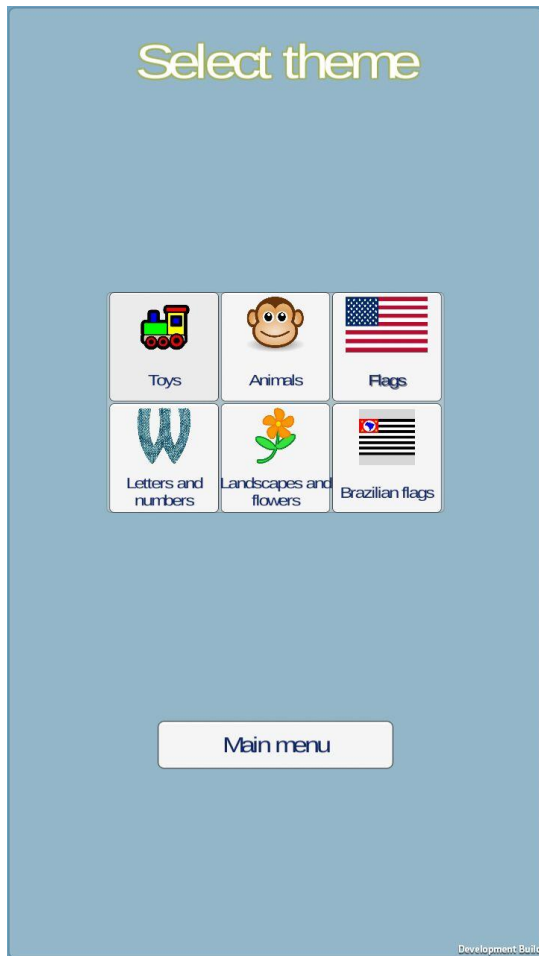 Select theme
Toys
Animals
Flags
Letters and
numbers
Landscapes and
flowers
Brazilian flags
Main menu
Development Build